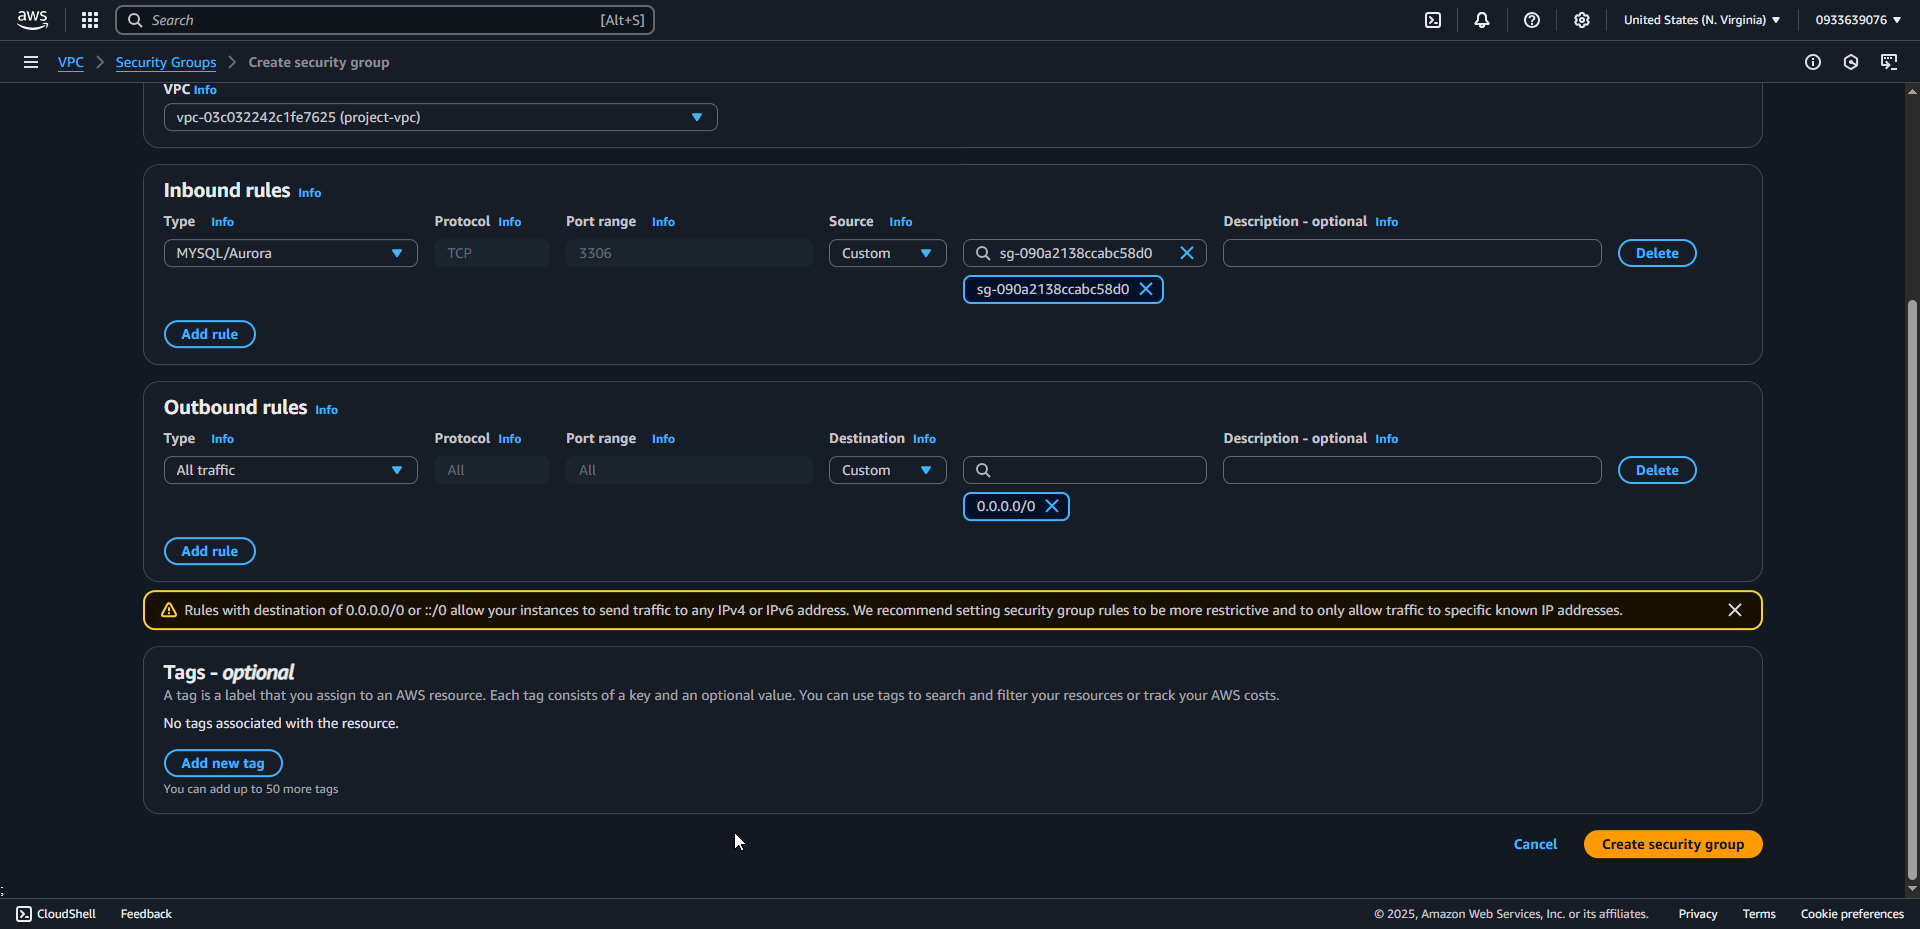 aws Search [Alt+S] United States (N. Virginia) 0933639076
VPC Security Groups Create security group
VPC Info
vpc-03c032242c1fe7625 (project-vpc)
Inbound rules Info
Type Info Protocol Info Port range Info Source Info Description - optional Info
MYSQL/Aurora TCP 3306 Custom sg-090a2138ccabc58d0 Delete
sg-090a2138ccabc58d0
Add rule
Outbound rules Info
Type Info Protocol Info Port range Info Destination Info Description - optional Info
All traffic All All Custom Delete
0.0.0.0/0
Add rule
Rules with destination of 0.0.0.0/0 or ::/0 allow your instances to send traffic to any IPv4 or IPv6 address. We recommend setting security group rules to be more restrictive and to only allow traffic to specific known IP addresses.
Tags - optional
A tag is a label that you assign to an AWS resource. Each tag consists of a key and an optional value. You can use tags to search and filter your resources or track your AWS costs.
No tags associated with the resource.
Add new tag
You can add up to 50 more tags
Cancel Create security group
;
CloudShell Feedback © 2025, Amazon Web Services, Inc. or its affiliates. Privacy Terms Cookie preferences